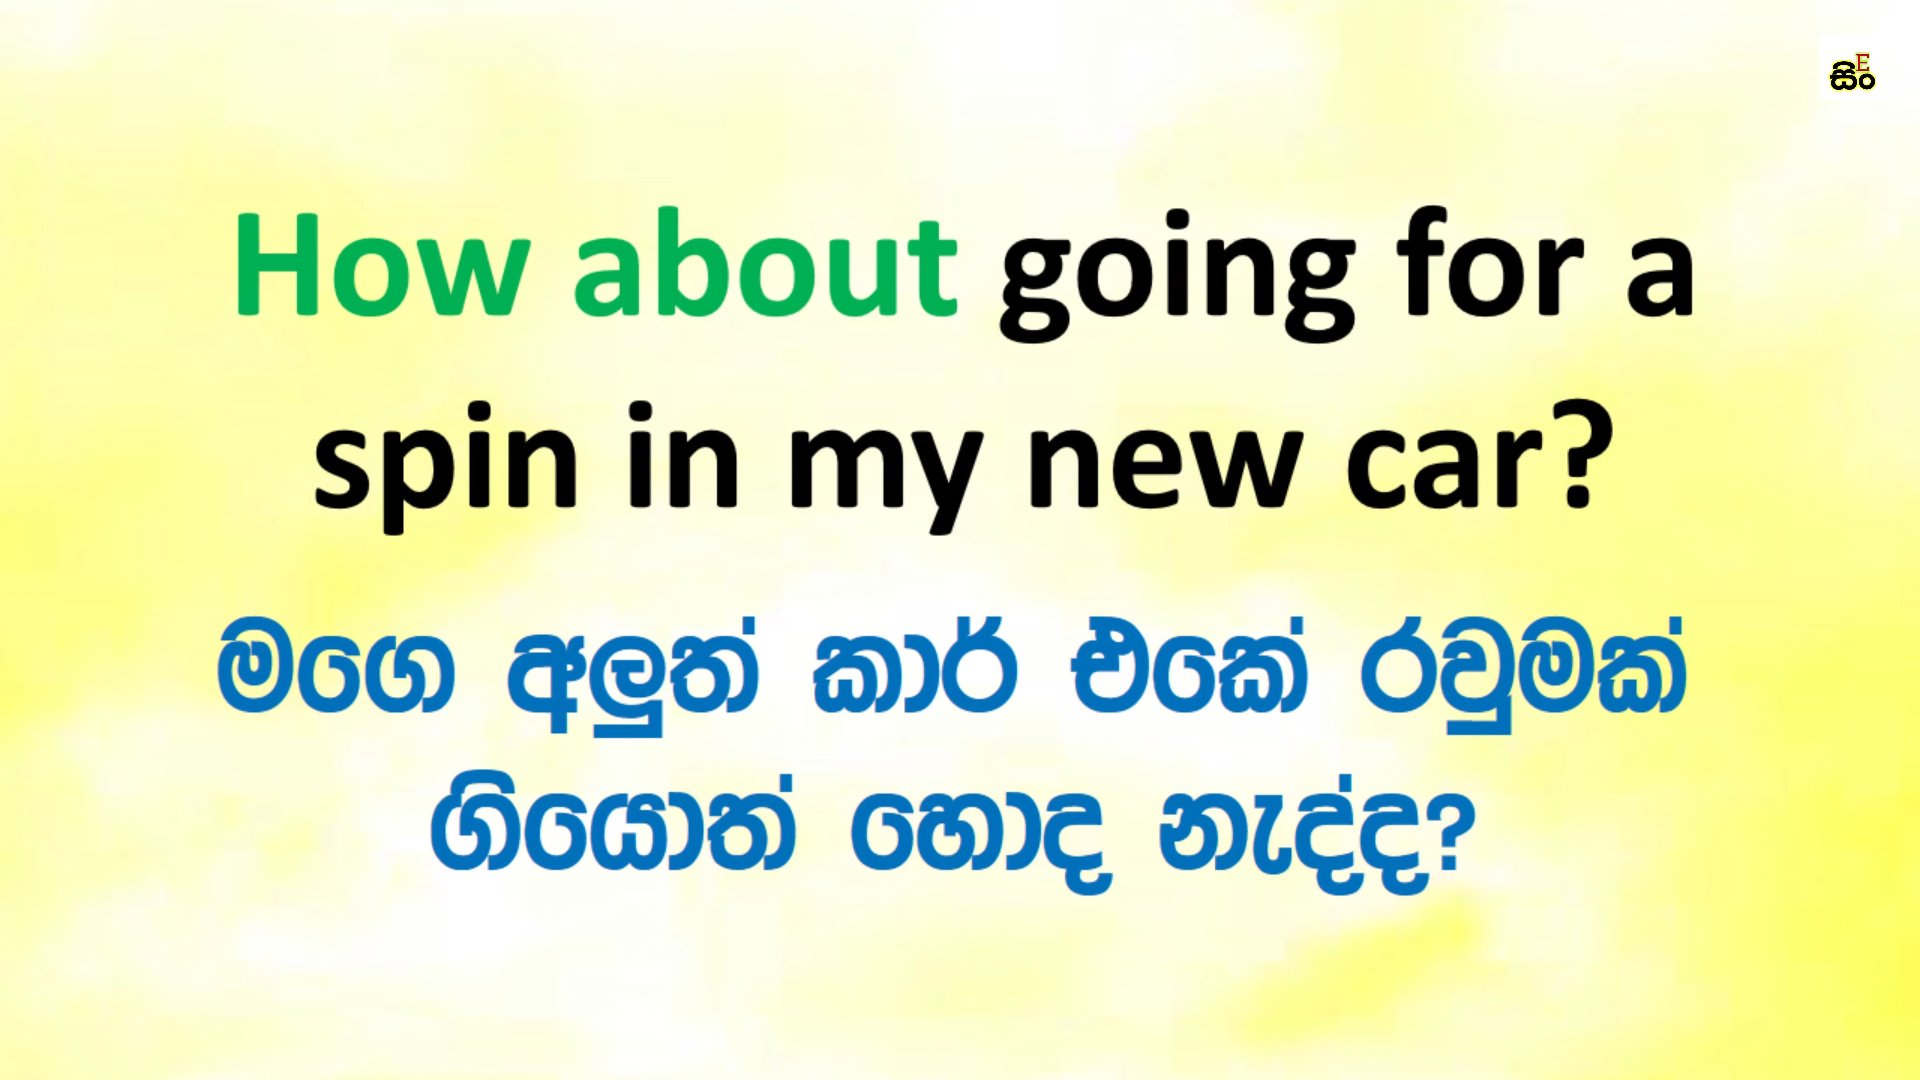 සිංE
How about going for a
spin in my new car?
මගෙ අලුත් කාර් එකේ රවුමක්
ගියොත් හොද නැද්ද?